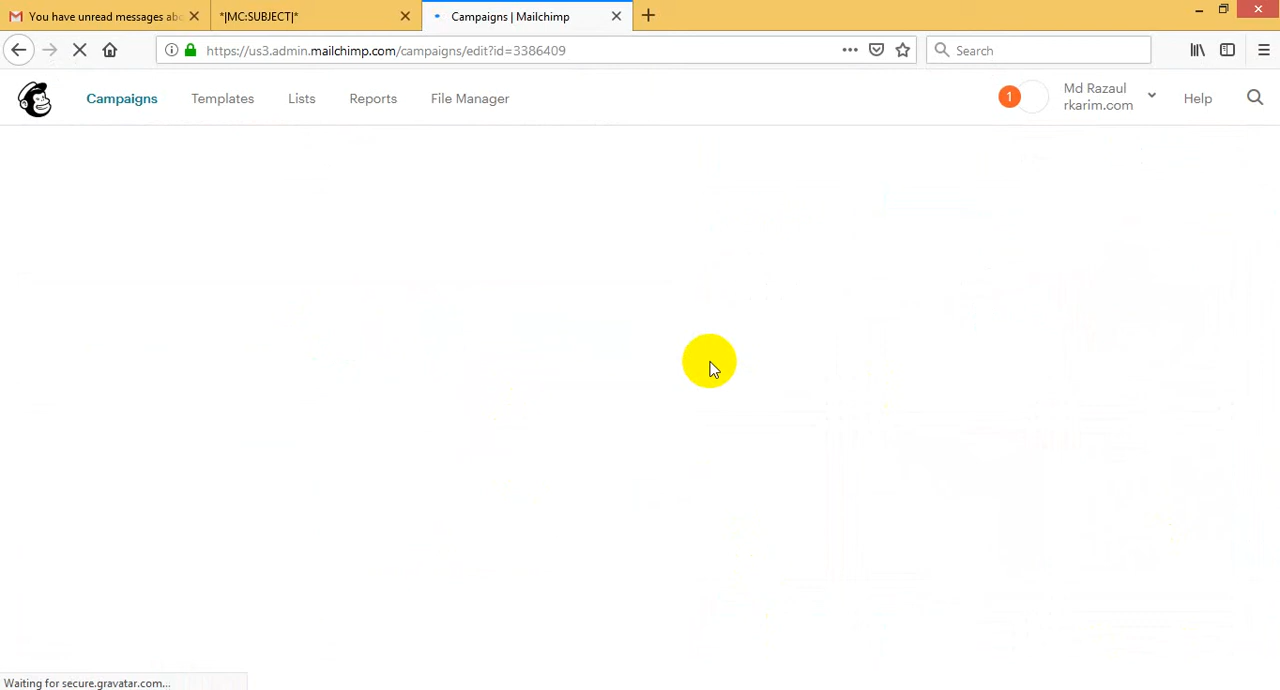 You have unread messages abo
*|MC:SUBJECT|*
Campaigns | Mailchimp
https://us3.admin.mailchimp.com/campaigns/edit?id=3386409
Search
Campaigns
Templates
Lists
Reports
File Manager
1
Md Razaul
rkarim.com
Help
Waiting for secure.gravatar.com...